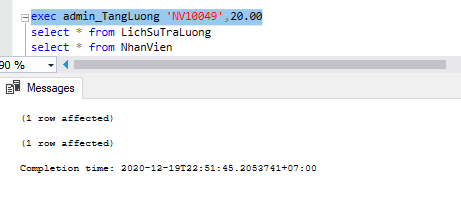 exec admin_TangLuong 'NV10049',20.00
select * from LichSuTraLuong
select * from NhanVien
90 %
Messages
(1 row affected)
(1 row affected)
Completion time: 2020-12-19T22:51:45.2053741+07:00